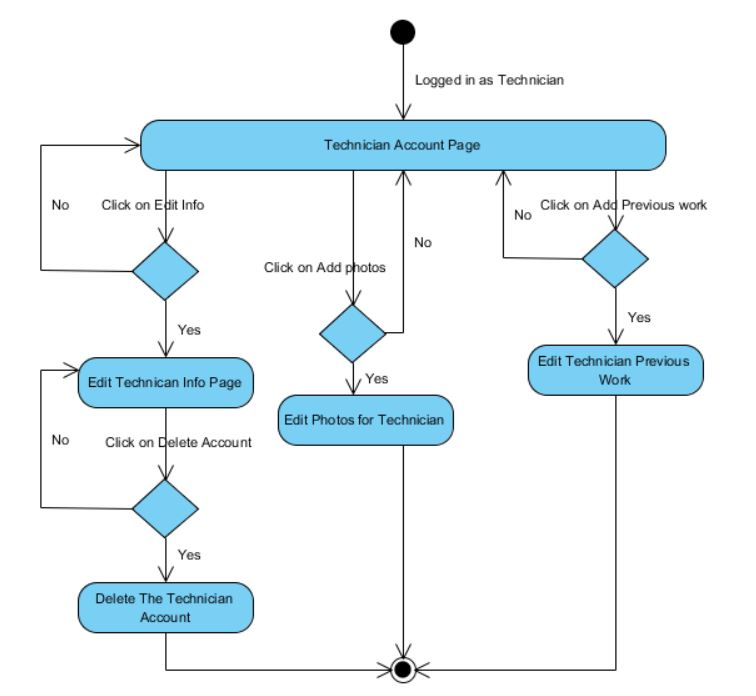 Logged in as Technician
Technician Account Page
No
Click on Edit Info
No
Click on Add Previous work
No
Click on Add photos
Yes
Yes
Yes
Edit Technican Info Page
Edit Technician Previous
Work
Edit Photos for Technician
No
Click on Delete Account
Yes
Delete The Technician
Account